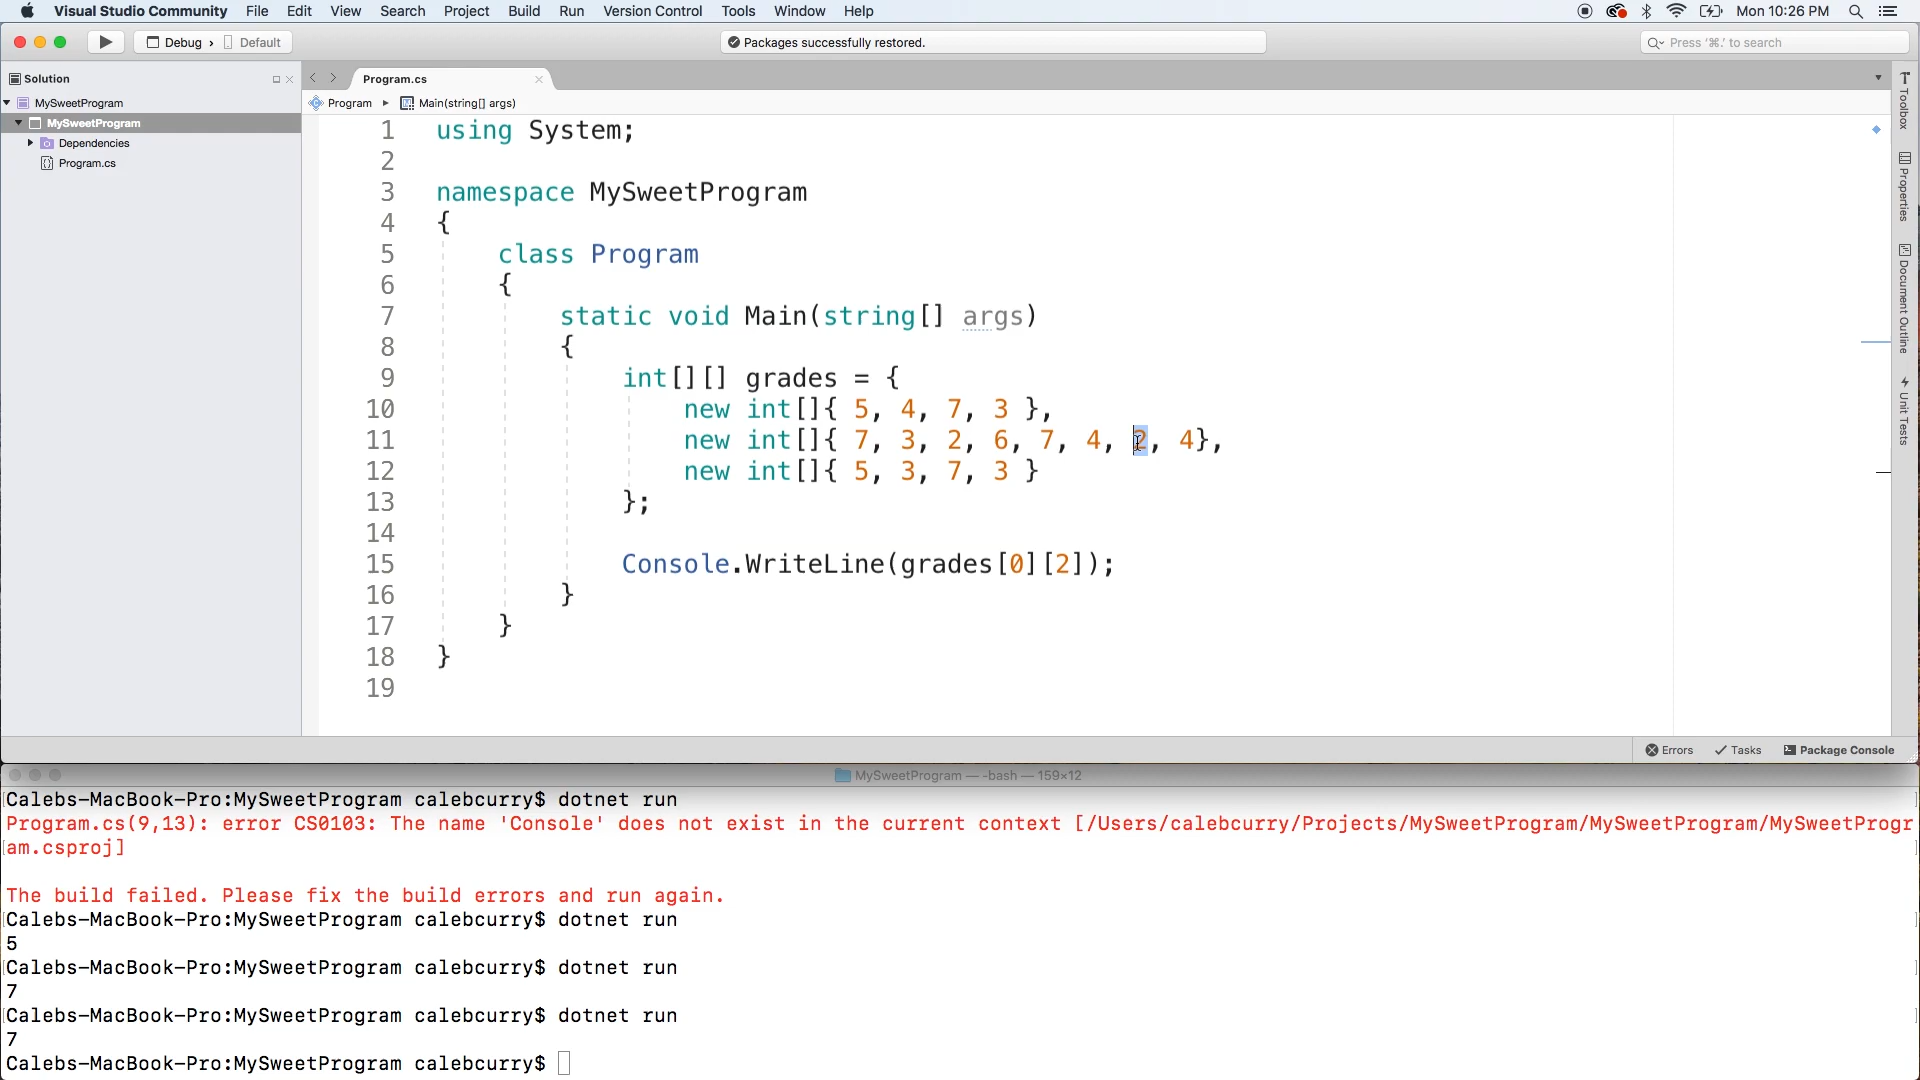 Visual Studio Community File Edit View Search Project Build Run Version Control Tools Window Help Mon 10:26 PM
Debug › Default Packages successfully restored. Press '⌘.' to search
Solution Program.cs
MySweetProgram Program ▸ Main(string[] args)
MySweetProgram
Dependencies
Program.cs
1 using System;
2
3 namespace MySweetProgram
4 {
5 class Program
6 {
7 static void Main(string[] args)
8 {
9 int[][] grades = {
10 new int[]{ 5, 4, 7, 3 },
11 new int[]{ 7, 3, 2, 6, 7, 4, 2, 4},
12 new int[]{ 5, 3, 7, 3 }
13 };
14
15 Console.WriteLine(grades[0][2]);
16 }
17 }
18 }
19
Toolbox
Properties
Document Outline
Unit Tests
Errors Tasks Package Console
MySweetProgram — -bash — 159×12
Calebs-MacBook-Pro:MySweetProgram calebcurry$ dotnet run
Program.cs(9,13): error CS0103: The name 'Console' does not exist in the current context [/Users/calebcurry/Projects/MySweetProgram/MySweetProgram/MySweetProgr
am.csproj]
The build failed. Please fix the build errors and run again.
Calebs-MacBook-Pro:MySweetProgram calebcurry$ dotnet run
5
Calebs-MacBook-Pro:MySweetProgram calebcurry$ dotnet run
7
Calebs-MacBook-Pro:MySweetProgram calebcurry$ dotnet run
7
Calebs-MacBook-Pro:MySweetProgram calebcurry$